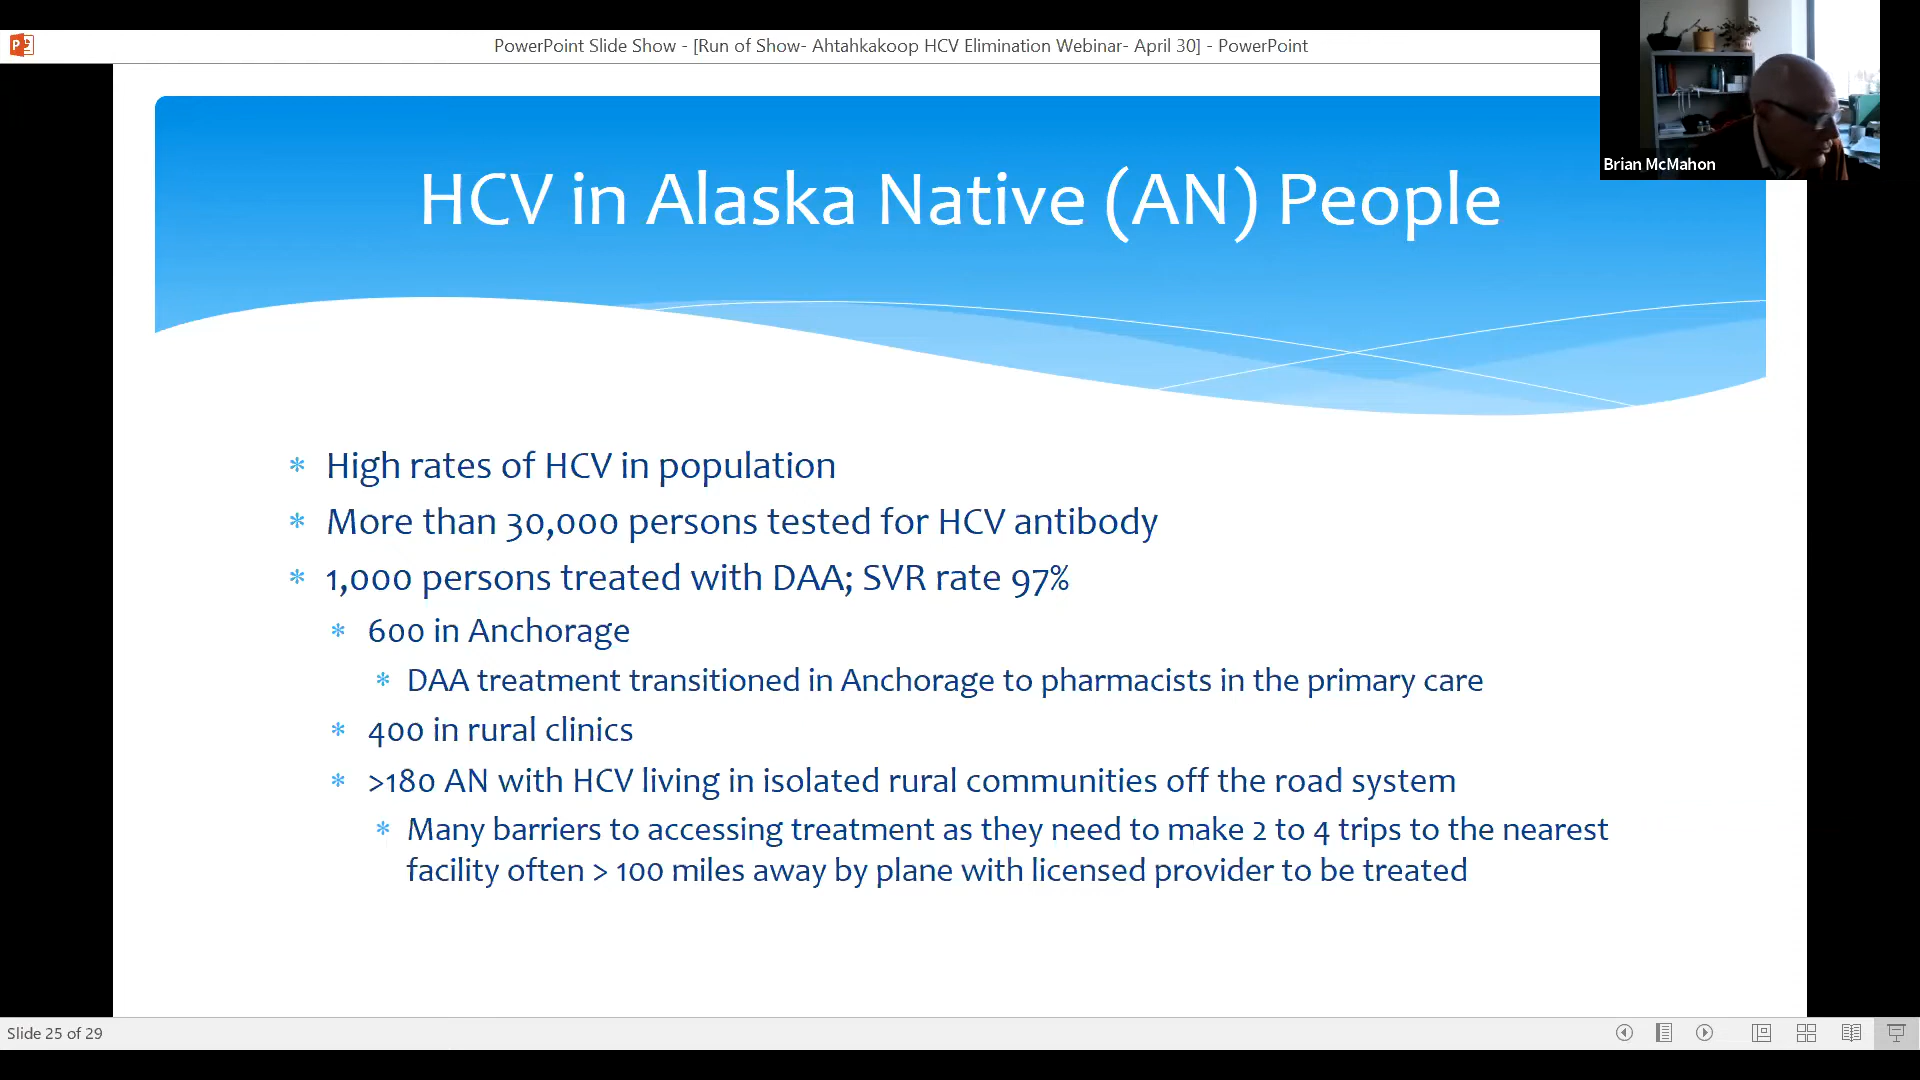 PowerPoint Slide Show - [Run of Show- Ahtahkakoop HCV Elimination Webinar- April 30] - PowerPoint
Brian McMahon
HCV in Alaska Native (AN) People
* High rates of HCV in population
* More than 30,000 persons tested for HCV antibody
* 1,000 persons treated with DAA; SVR rate 97%
* 600 in Anchorage
* DAA treatment transitioned in Anchorage to pharmacists in the primary care
* 400 in rural clinics
* >180 AN with HCV living in isolated rural communities off the road system
* Many barriers to accessing treatment as they need to make 2 to 4 trips to the nearest
facility often > 100 miles away by plane with licensed provider to be treated
Slide 25 of 29